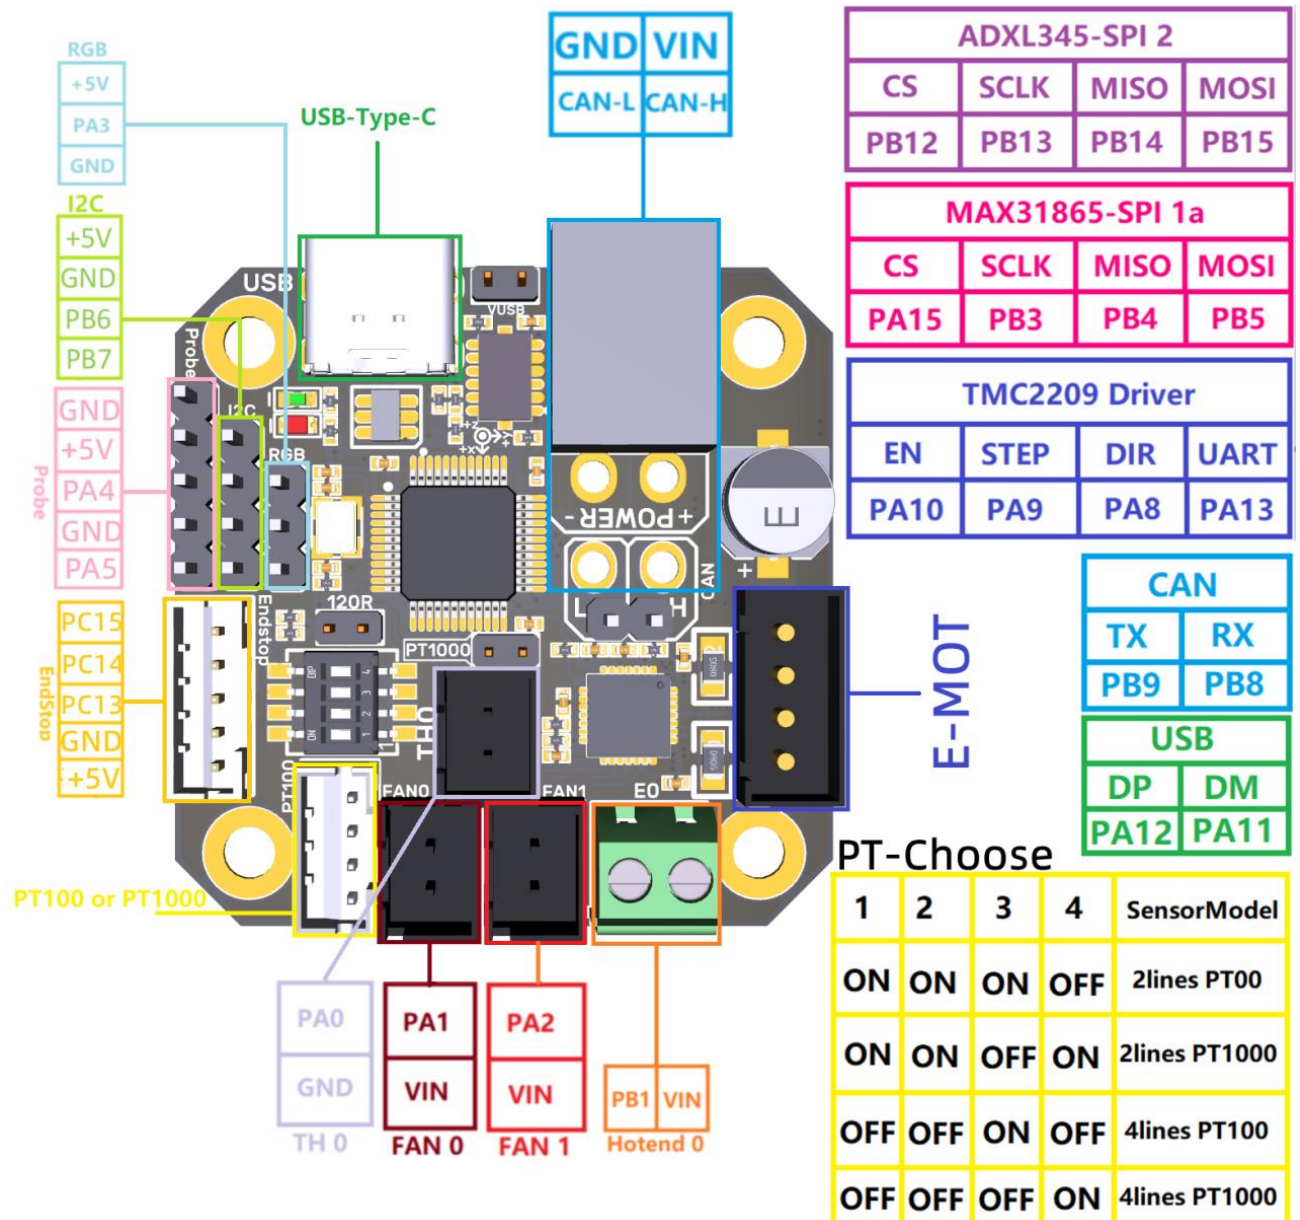 GND VIN
CAN-L CAN-H
ADXL345-SPI 2
CS SCLK MISO MOSI
PB12 PB13 PB14 PB15
RGB
+5V
PA3
GND
USB-Type-C
MAX31865-SPI 1a
CS SCLK MISO MOSI
PA15 PB3 PB4 PB5
I2C
+5V
GND
PB6
PB7
USB
VUSB
Probe
I2C
RGB
+z
+x
+y
TMC2209 Driver
EN STEP DIR UART
PA10 PA9 PA8 PA13
Probe
GND
+5V
PA4
GND
PA5
+POWER-
E
+
CAN
H
L
CAN
TX RX
PB9 PB8
USB
DP DM
PA12 PA11
EndStop
PC15
PC14
PC13
GND
+5V
Endstop
120R
PT1000
DIP
ON
1 2 3 4
1
TH0
E-MOT
PT100
FAN0
FAN1
E0
PT100 or PT1000
PA0
GND
TH 0
PA1
VIN
FAN 0
PA2
VIN
FAN 1
PB1 VIN
Hotend 0
PT-Choose
1 2 3 4 SensorModel
ON ON ON OFF 2lines PT00
ON ON OFF ON 2lines PT1000
OFF OFF ON OFF 4lines PT100
OFF OFF OFF ON 4lines PT1000